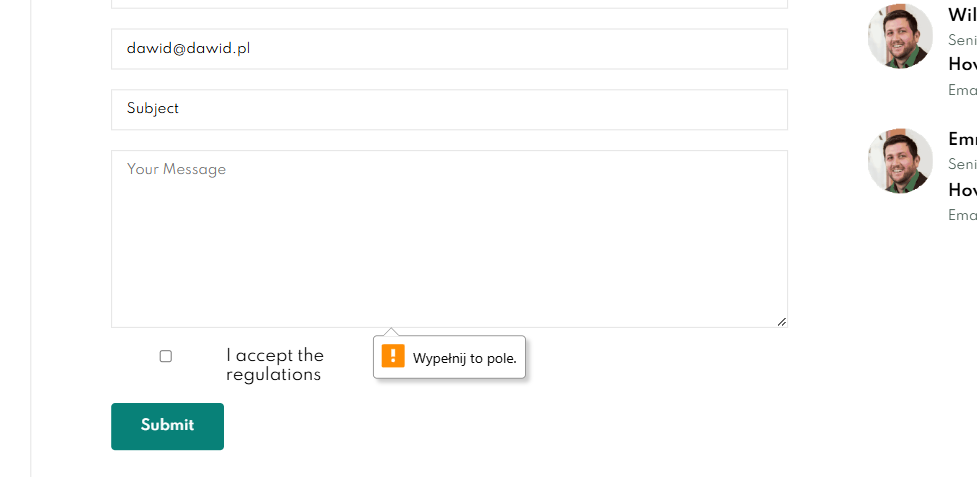 dawid@dawid.pl
Subject
Your Message
I accept the
regulations
Wypełnij to pole.
Submit
Wil
Seni
Hov
Ema
Emr
Seni
Hov
Ema